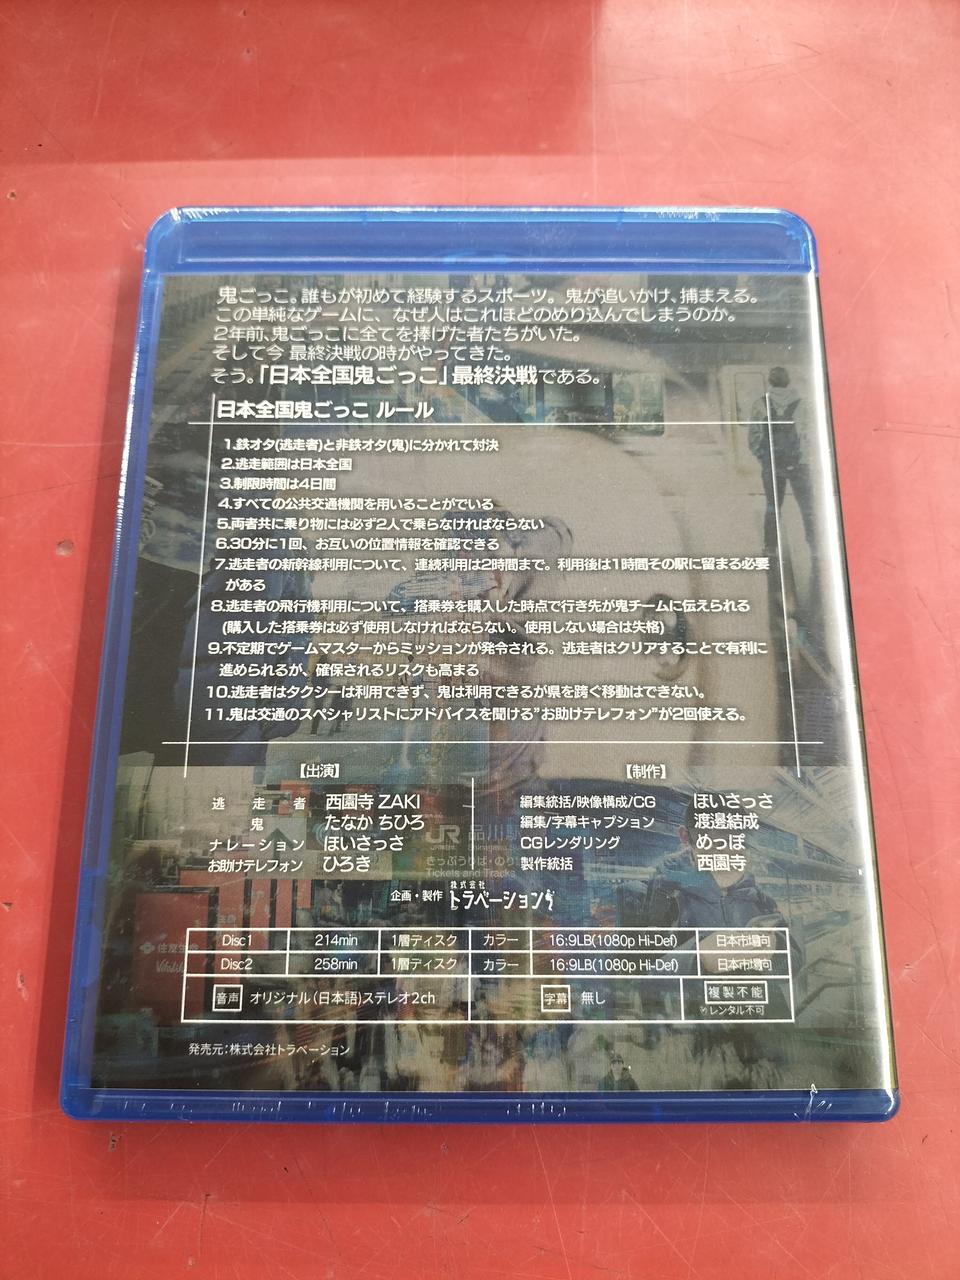 鬼ごっこ。誰もが初めて経験するスポーツ。鬼が追いかけ、捕まえる。
この単純なゲームに、なぜ人はこれほどのめり込んでしまうのか。
2年前、鬼ごっこに全てを捧げた者たちがいた。
そして今 最終決戦の時がやってきた。
そう。「日本全国鬼ごっこ」最終決戦である。
日本全国鬼ごっこ ルール
1.鉄オタ(逃走者)と非鉄オタ(鬼)に分かれて対決
2.逃走範囲は日本全国
3.制限時間は4日間
4.すべての公共交通機関を用いることがでいる
5.両者共に乗り物には必ず2人で乗らなければならない
6.30分に1回、お互いの位置情報を確認できる
7.逃走者の新幹線利用について、連続利用は2時間まで。利用後は1時間その駅に留まる必要
がある
8.逃走者の飛行機利用について、搭乗券を購入した時点で行き先が鬼チームに伝えられる
(購入した搭乗券は必ず使用しなければならない。使用しない場合は失格)
9.不定期でゲームマスターからミッションが発令される。逃走者はクリアすることで有利に
進められるが、確保されるリスクも高まる
10.逃走者はタクシーは利用できず、鬼は利用できるが県を跨ぐ移動はできない。
11.鬼は交通のスペシャリストにアドバイスを聞ける"お助けテレフォン"が2回使える。
【出演】
逃走者 西園寺 ZAKI
鬼 たなか ちひろ
ナレーション ほいさっさ
お助けテレフォン ひろき
【制作】
編集統括/映像構成/CG ほいさっさ
編集/字幕キャプション 渡邊結成
CGレンダリング めっぽ
製作統括 西園寺
JR 品川駅
きっぷうりば・のり
Tickets and Tracks
企画・製作 株式会社 トラベーション
住友生命
Vitality
Disc1 214min 1層ディスク カラー 16:9LB(1080p Hi-Def) 日本市場向
Disc2 258min 1層ディスク カラー 16:9LB(1080p Hi-Def) 日本市場向
音声 オリジナル(日本語)ステレオ2ch 字幕 無し 複製不能
※レンタル不可
発売元:株式会社トラベーション